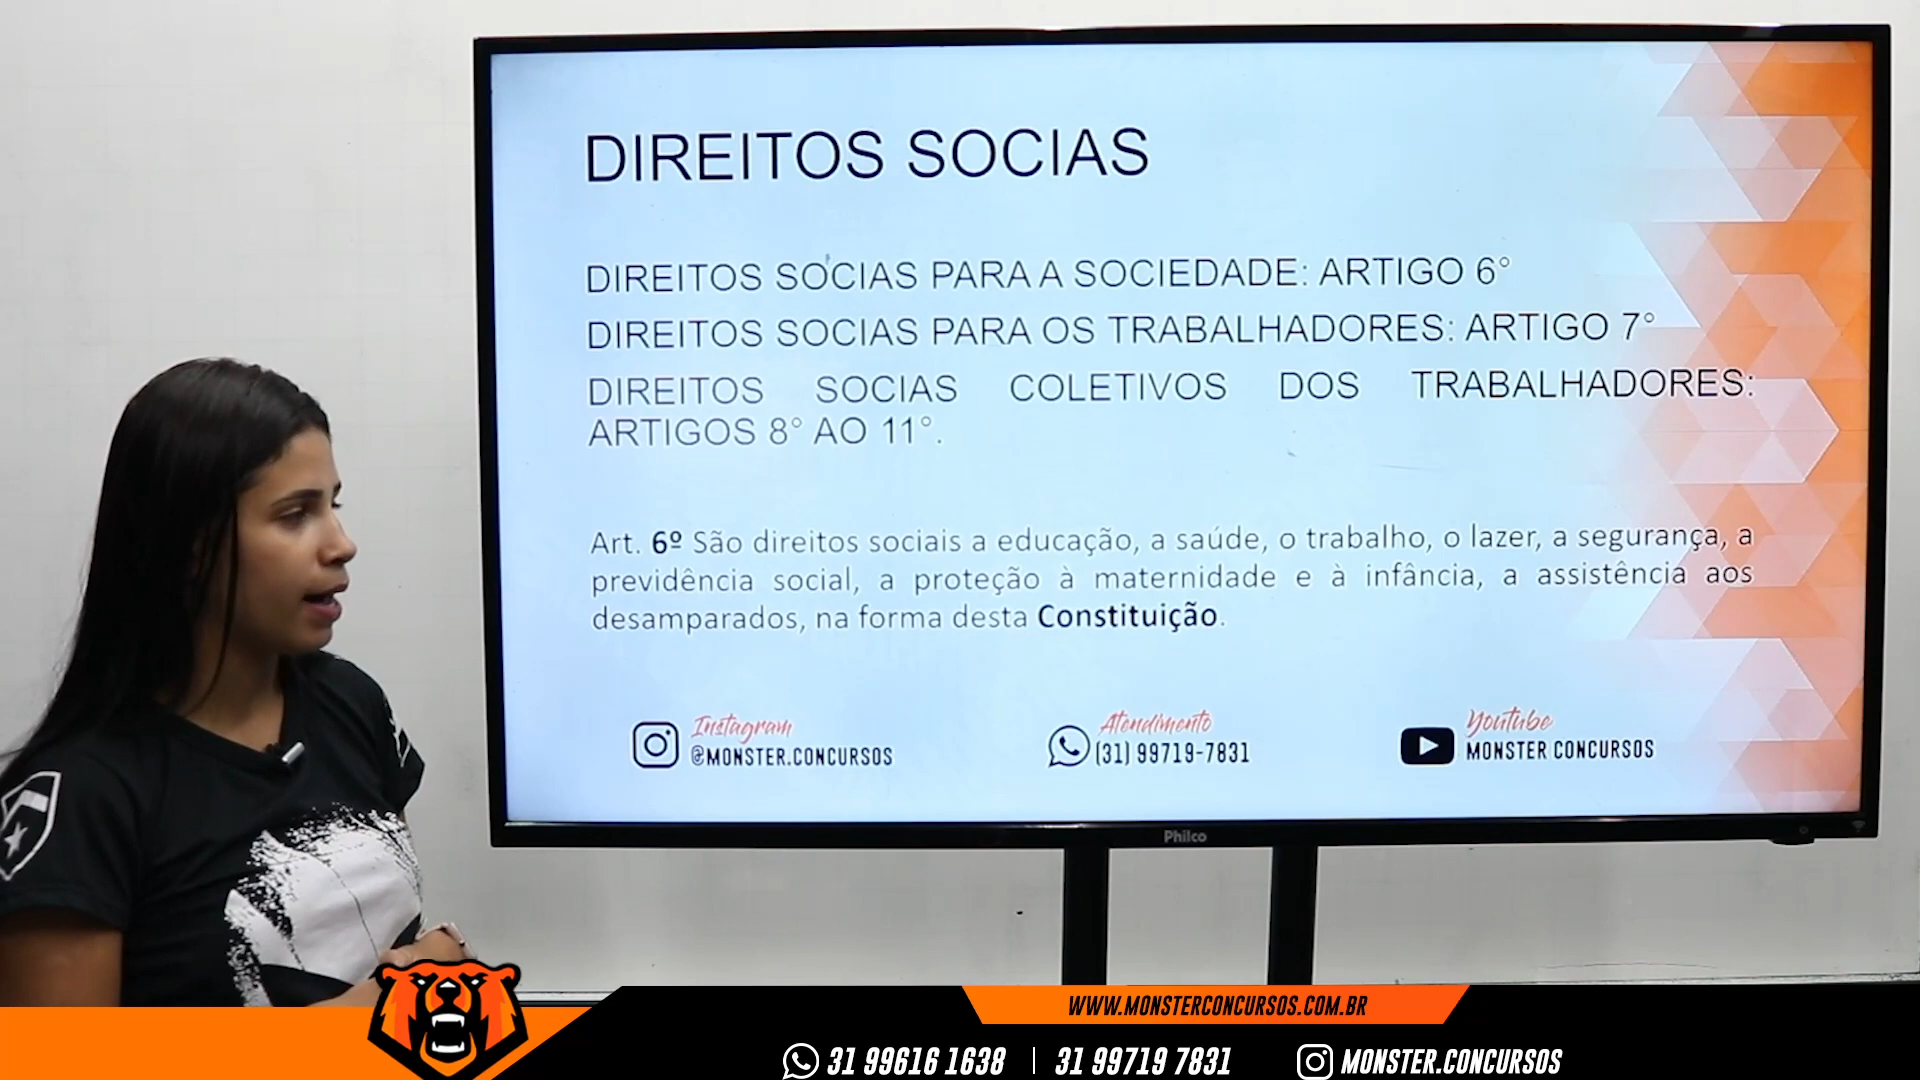 DIREITOS SOCIAS
DIREITOS SOCIAS PARA A SOCIEDADE: ARTIGO 6°
DIREITOS SOCIAS PARA OS TRABALHADORES: ARTIGO 7°
DIREITOS SOCIAS COLETIVOS DOS TRABALHADORES:
ARTIGOS 8° AO 11°.
Art. 6º São direitos sociais a educação, a saúde, o trabalho, o lazer, a segurança, a
previdência social, a proteção à maternidade e à infância, a assistência aos
desamparados, na forma desta Constituição.
Instagram
@MONSTER.CONCURSOS
Atendimento
(31) 99719-7831
Youtube
MONSTER CONCURSOS
Philco
WWW.MONSTERCONCURSOS.COM.BR
31 99616 1638 | 31 99719 7831
MONSTER.CONCURSOS